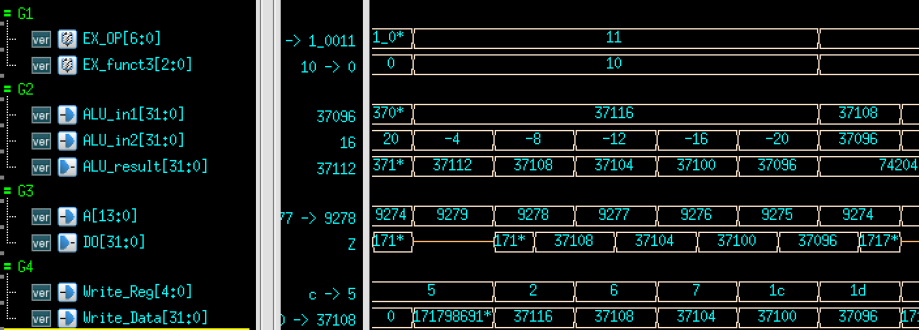 = G1
ver EX_OP[6:0] -> 1_0011 1_0* 11
ver EX_funct3[2:0] 10 -> 0 0 10
= G2
ver ALU_in1[31:0] 37096 370* 37116 37108
ver ALU_in2[31:0] 16 20 -4 -8 -12 -16 -20 37096
ver ALU_result[31:0] 37112 371* 37112 37108 37104 37100 37096 74204
= G3
ver A[13:0] 77 -> 9278 9274 9279 9278 9277 9276 9275 9274
ver DO[31:0] Z 171* 171* 37108 37104 37100 37096 1717*
= G4
ver Write_Reg[4:0] c -> 5 5 2 6 7 1c 1d
ver Write_Data[31:0] -> 37108 0 171798691* 37116 37108 37104 37100 37096 171